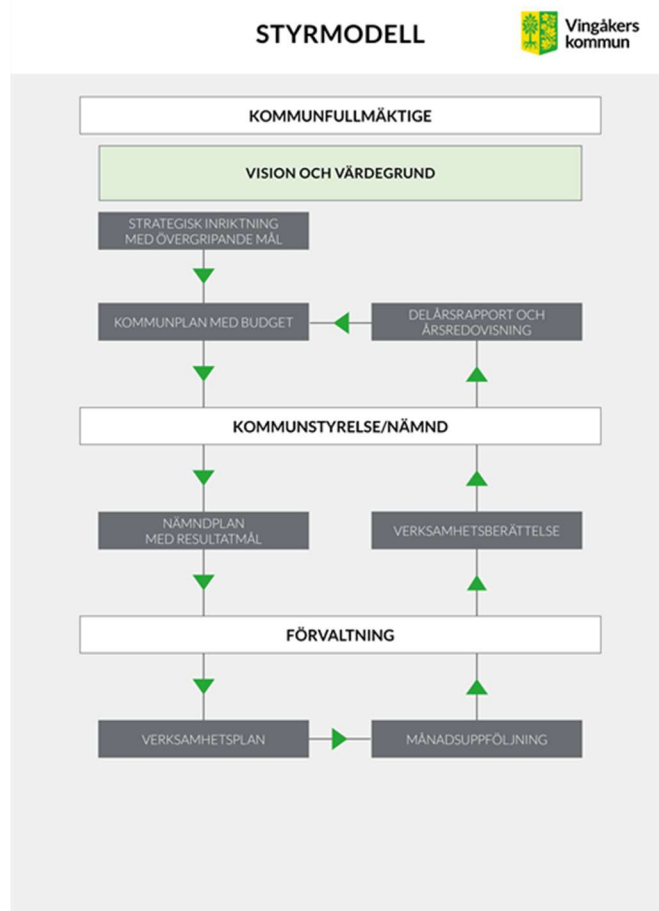 STYRMODELL
Vingåkers
kommun
KOMMUNFULLMÄKTIGE
VISION OCH VÄRDEGRUND
STRATEGISK INRIKTNING
MED ÖVERGRIPANDE MÅL
KOMMUNPLAN MED BUDGET
DELÅRSRAPPORT OCH
ÅRSREDOVISNING
KOMMUNSTYRELSE/NÄMND
NÄMNDPLAN
MED RESULTATMÅL
VERKSAMHETSBERÄTTELSE
FÖRVALTNING
VERKSAMHETSPLAN
MÅNADSUPPFÖLJNING